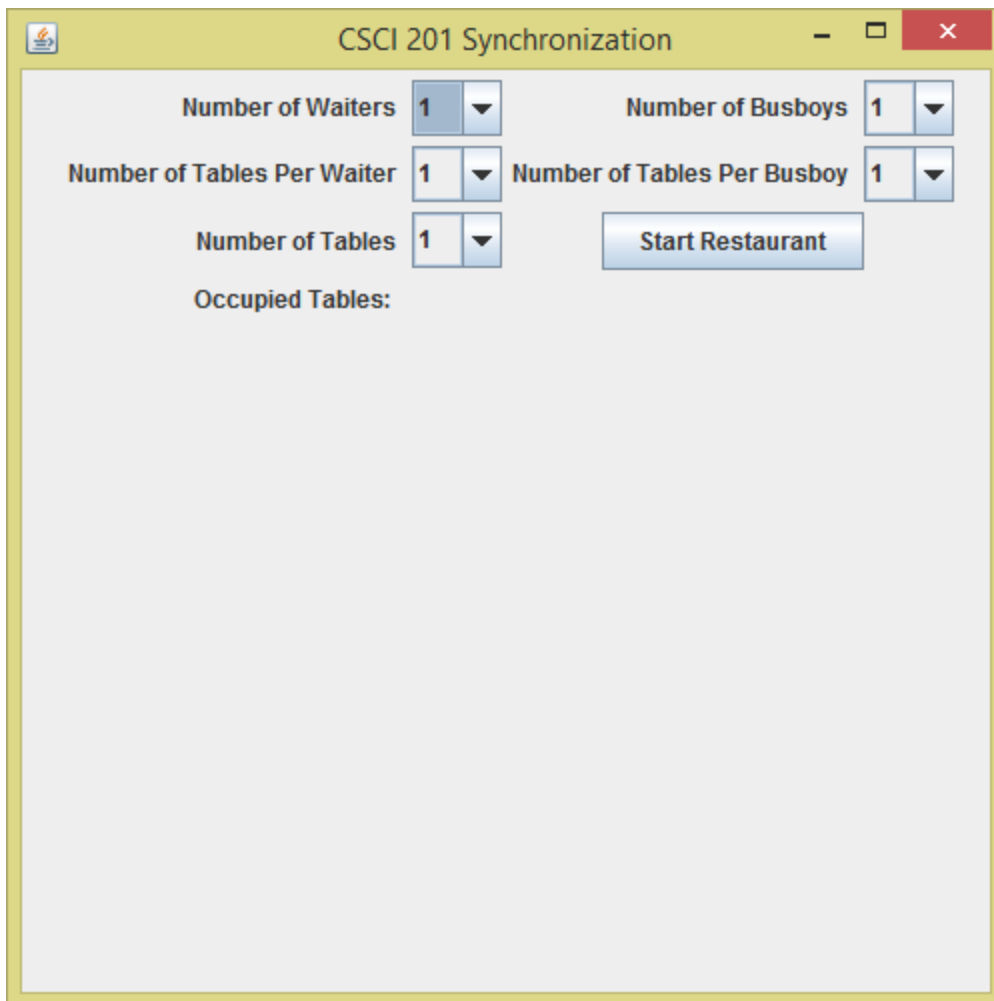 CSCI 201 Synchronization
Number of Waiters 1 Number of Busboys 1
Number of Tables Per Waiter 1 Number of Tables Per Busboy 1
Number of Tables 1 Start Restaurant
Occupied Tables: